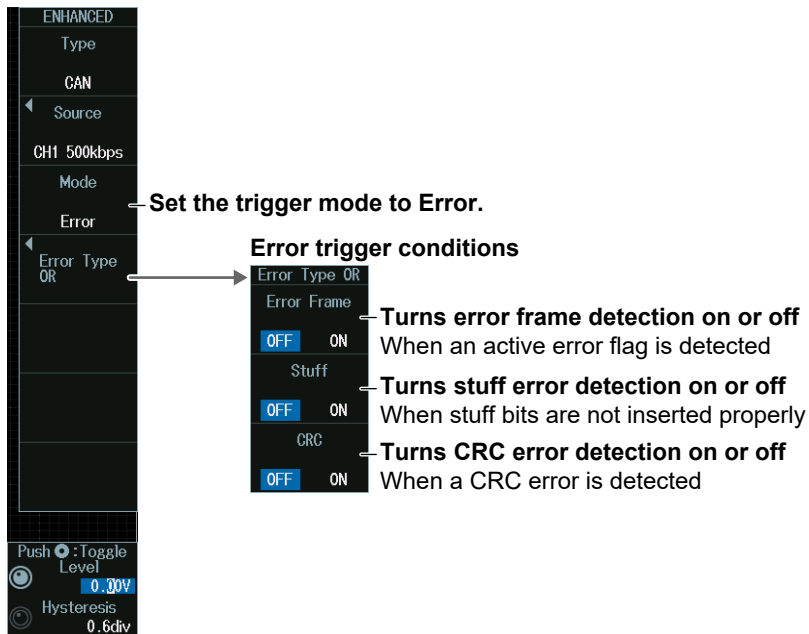 ENHANCED
Type
CAN
Source
CH1 500kbps
Mode
Error
Set the trigger mode to Error.
Error Type
OR
Error trigger conditions
Error Type OR
Error Frame
OFF ON
Turns error frame detection on or off
When an active error flag is detected
Stuff
OFF ON
Turns stuff error detection on or off
When stuff bits are not inserted properly
CRC
OFF ON
Turns CRC error detection on or off
When a CRC error is detected
Push :Toggle
Level
0.00V
Hysteresis
0.6div